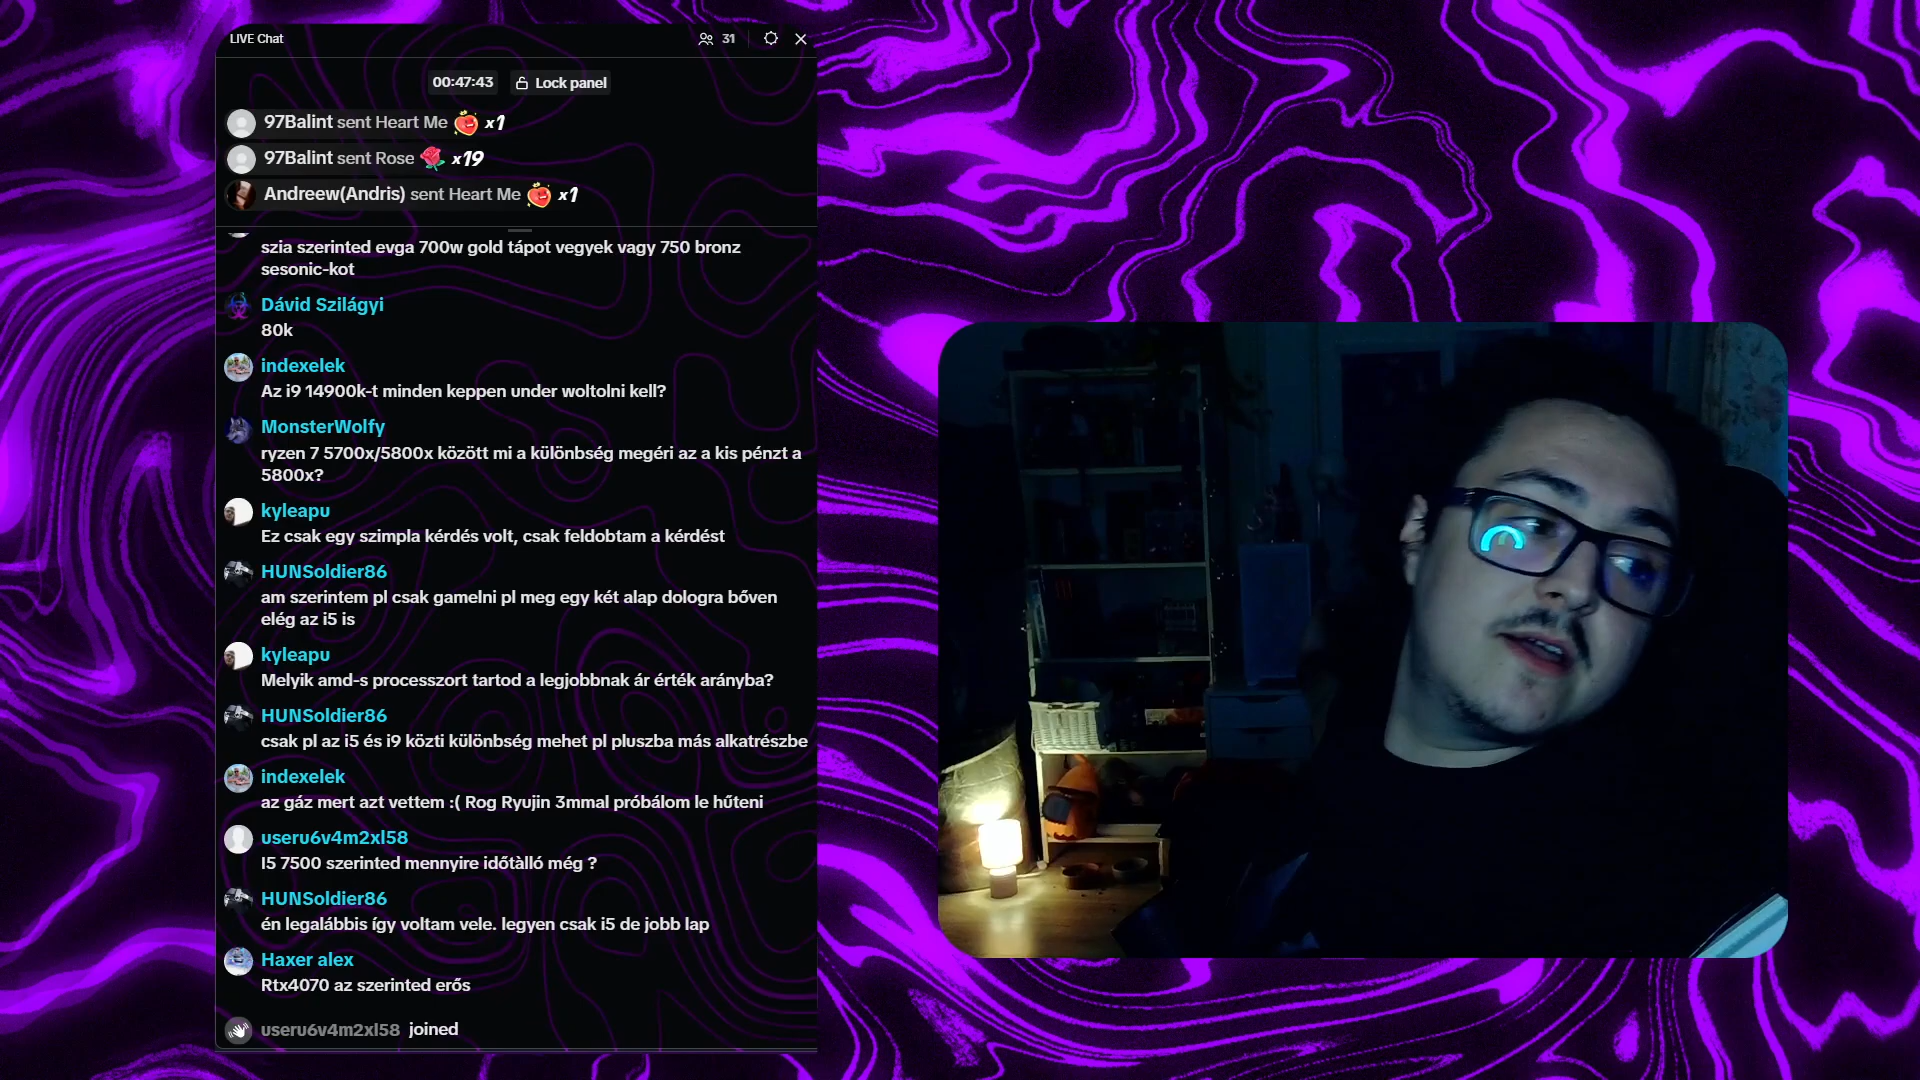 LIVE Chat
31
00:47:43
Lock panel
97Balint sent Heart Me x1
97Balint sent Rose x19
Andreew(Andris) sent Heart Me x1
szia szerinted evga 700w gold tápot vegyek vagy 750 bronz
sesonic-kot
Dávid Szilágyi
80k
indexelek
Az i9 14900k-t minden keppen under woltolni kell?
MonsterWolfy
ryzen 7 5700x/5800x között mi a különbség megéri az a kis pénzt a
5800x?
kyleapu
Ez csak egy szimpla kérdés volt, csak feldobtam a kérdést
HUNSoldier86
am szerintem pl csak gamelni pl meg egy két alap dologra bőven
elég az i5 is
kyleapu
Melyik amd-s processzort tartod a legjobbnak ár érték arányba?
HUNSoldier86
csak pl az i5 és i9 közti különbség mehet pl pluszba más alkatrészbe
indexelek
az gáz mert azt vettem :( Rog Ryujin 3mmal próbálom le hűteni
useru6v4m2xl58
I5 7500 szerinted mennyire időtàlló még ?
HUNSoldier86
én legalábbis így voltam vele. legyen csak i5 de jobb lap
Haxer alex
Rtx4070 az szerinted erős
useru6v4m2xl58 joined